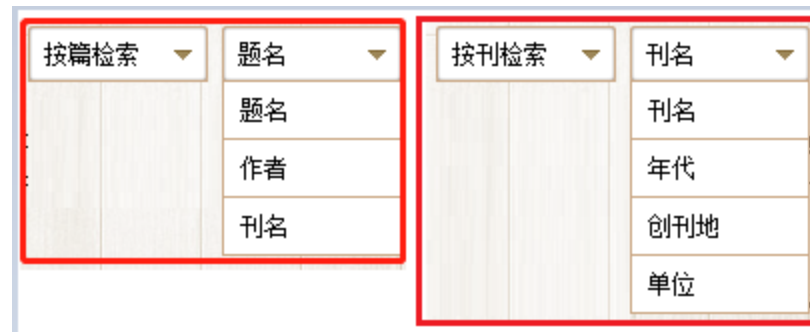 按篇检索 题名
题名
作者
刊名
按刊检索 刊名
刊名
年代
创刊地
单位